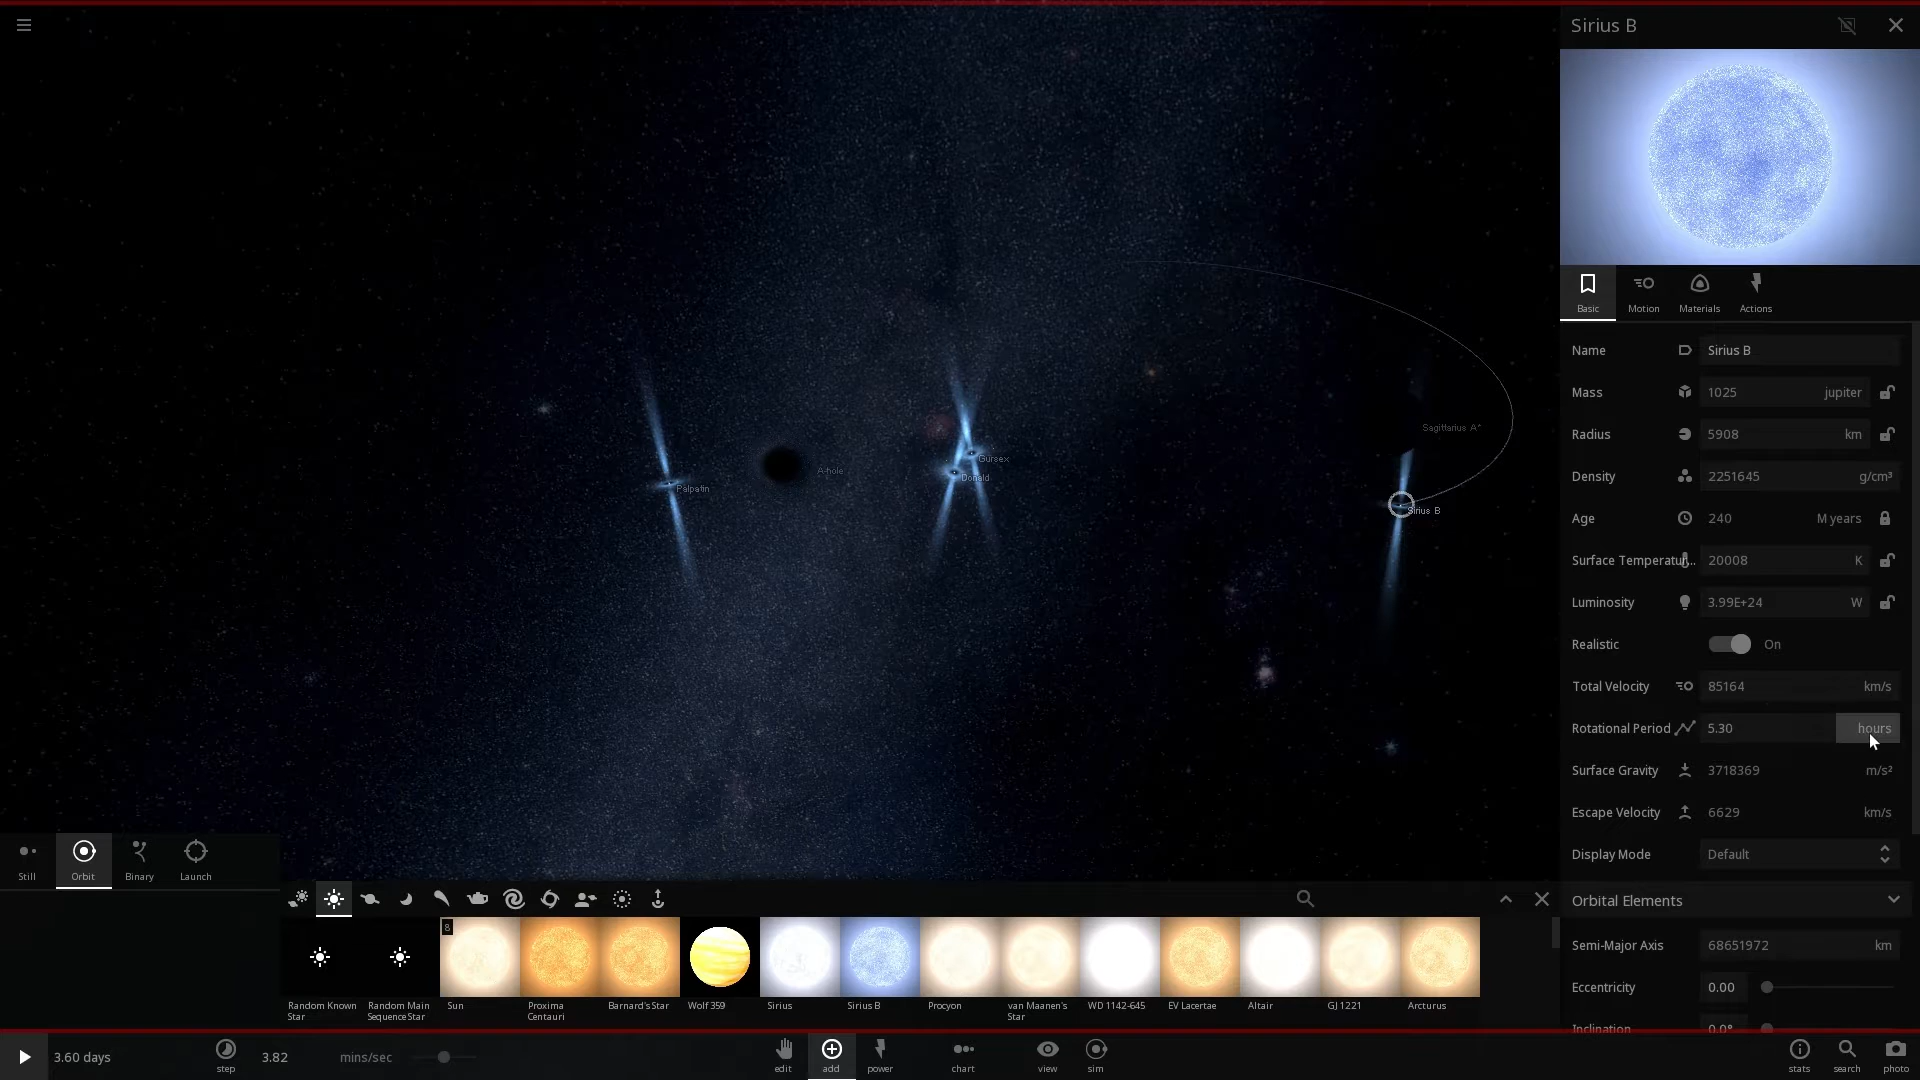 Sirius B
Sagittarius A*
Gursex
A-hole
Donald
Palpatin
Sirius B
Basic
Motion
Materials
Actions
Name Sirius B
Mass 1025 jupiter
Radius 5908 km
Density 2251645 g/cm³
Age 240 M years
Surface Temperatur... 20008 K
Luminosity 3.99E+24 W
Realistic On
Total Velocity 85164 km/s
Rotational Period 5.30 hours
Surface Gravity 3718369 m/s²
Escape Velocity 6629 km/s
Display Mode Default
Orbital Elements
Semi-Major Axis 68651972 km
Eccentricity 0.00
Inclination 0.0°
Still
Orbit
Binary
Launch
8
Random Known
Star
Random Main
Sequence Star
Sun
Proxima
Centauri
Barnard's Star
Wolf 359
Sirius
Sirius B
Procyon
van Maanen's
Star
WD 1142-645
EV Lacertae
Altair
GJ 1221
Arcturus
3.60 days
step
3.82 mins/sec
edit
add
power
chart
view
sim
stats
search
photo